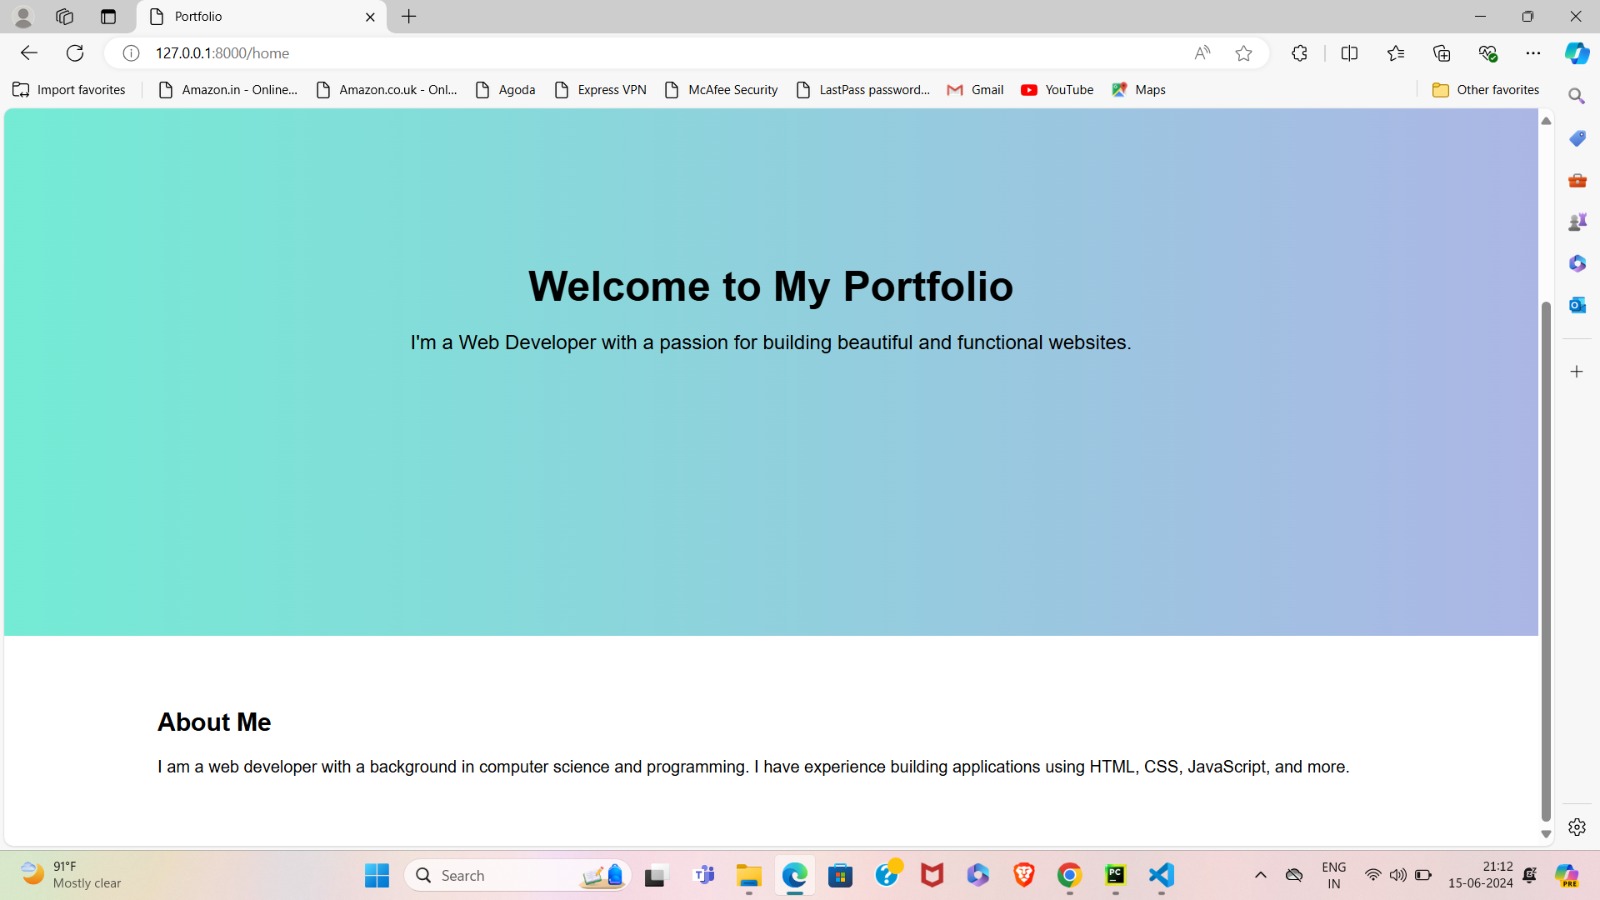 Portfolio
127.0.0.1:8000/home
Import favorites Amazon.in - Online... Amazon.co.uk - Onl... Agoda Express VPN McAfee Security LastPass password... Gmail YouTube Maps Other favorites
Welcome to My Portfolio
I'm a Web Developer with a passion for building beautiful and functional websites.
About Me
I am a web developer with a background in computer science and programming. I have experience building applications using HTML, CSS, JavaScript, and more.
91°F
Mostly clear
Search
PC
ENG
IN
21:12
15-06-2024
PRE